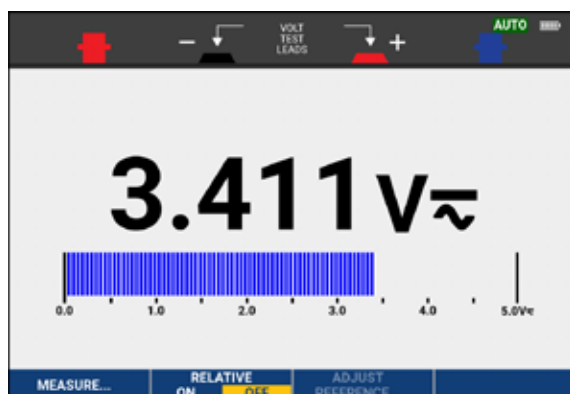 VOLT
TEST
LEADS
− +
AUTO
3.411 V⏦
0.0 1.0 2.0 3.0 4.0 5.0V
MEASURE...
RELATIVE
ON OFF
ADJUST
REFERENCE